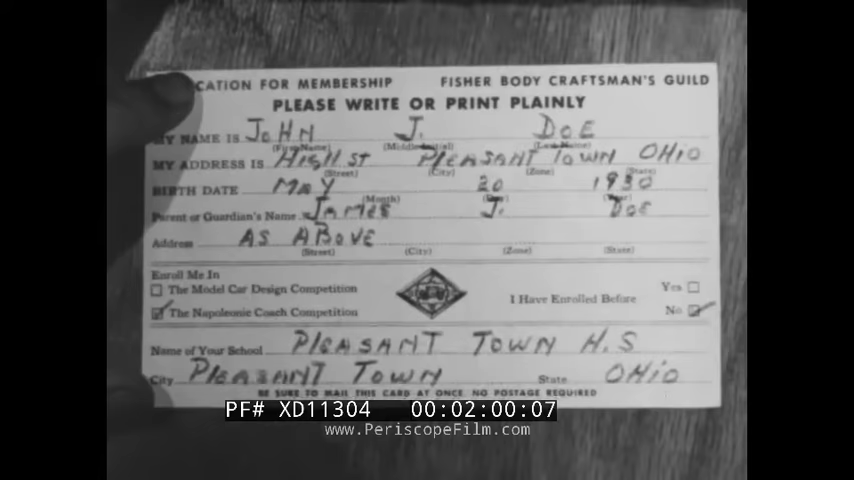 CATION FOR MEMBERSHIP FISHER BODY CRAFTSMAN'S GUILD
PLEASE WRITE OR PRINT PLAINLY
MY NAME IS JOHN J. DOE
(First Name) (Middle Initial) (Last Name)
MY ADDRESS IS HIGH ST PLEASANT TOWN OHIO
(Street) (City) (Zone) (State)
BIRTH DATE MAY 20 1930
(Month) (Day) (Year)
Parent or Guardian's Name JAMES J. DOE
Address AS ABOVE
(Street) (City) (Zone) (State)
Enroll Me In
The Model Car Design Competition Yes
I Have Enrolled Before
The Napoleonic Coach Competition No
Name of Your School PLEASANT TOWN H.S
City PLEASANT TOWN State OHIO
BE SURE TO MAIL THIS CARD AT ONCE. NO POSTAGE REQUIRED
PF# XD11304 00:02:00:07
www.PeriscopeFilm.com